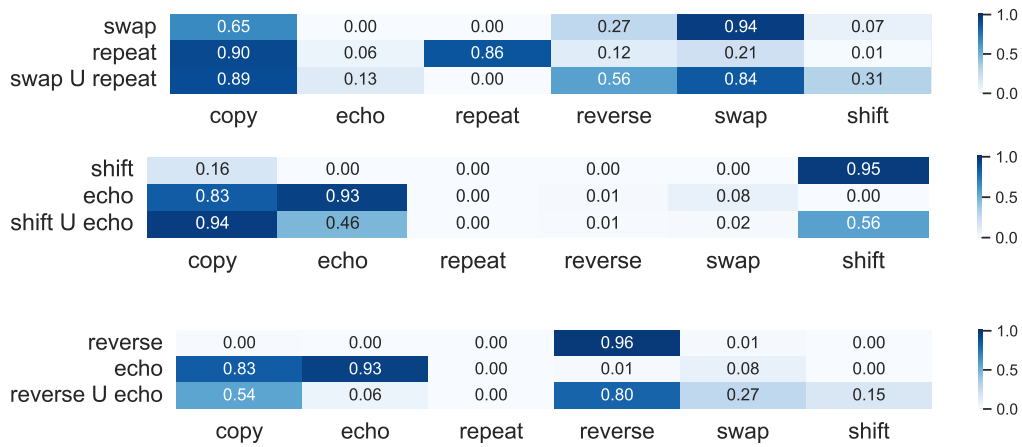 swap 0.65 0.00 0.00 0.27 0.94 0.07 1.0
repeat 0.90 0.06 0.86 0.12 0.21 0.01 0.5
swap U repeat 0.89 0.13 0.00 0.56 0.84 0.31 0.0
copy echo repeat reverse swap shift
shift 0.16 0.00 0.00 0.00 0.00 0.95 1.0
echo 0.83 0.93 0.00 0.01 0.08 0.00 0.5
shift U echo 0.94 0.46 0.00 0.01 0.02 0.56 0.0
copy echo repeat reverse swap shift
reverse 0.00 0.00 0.00 0.96 0.01 0.00 1.0
echo 0.83 0.93 0.00 0.01 0.08 0.00 0.5
reverse U echo 0.54 0.06 0.00 0.80 0.27 0.15 0.0
copy echo repeat reverse swap shift